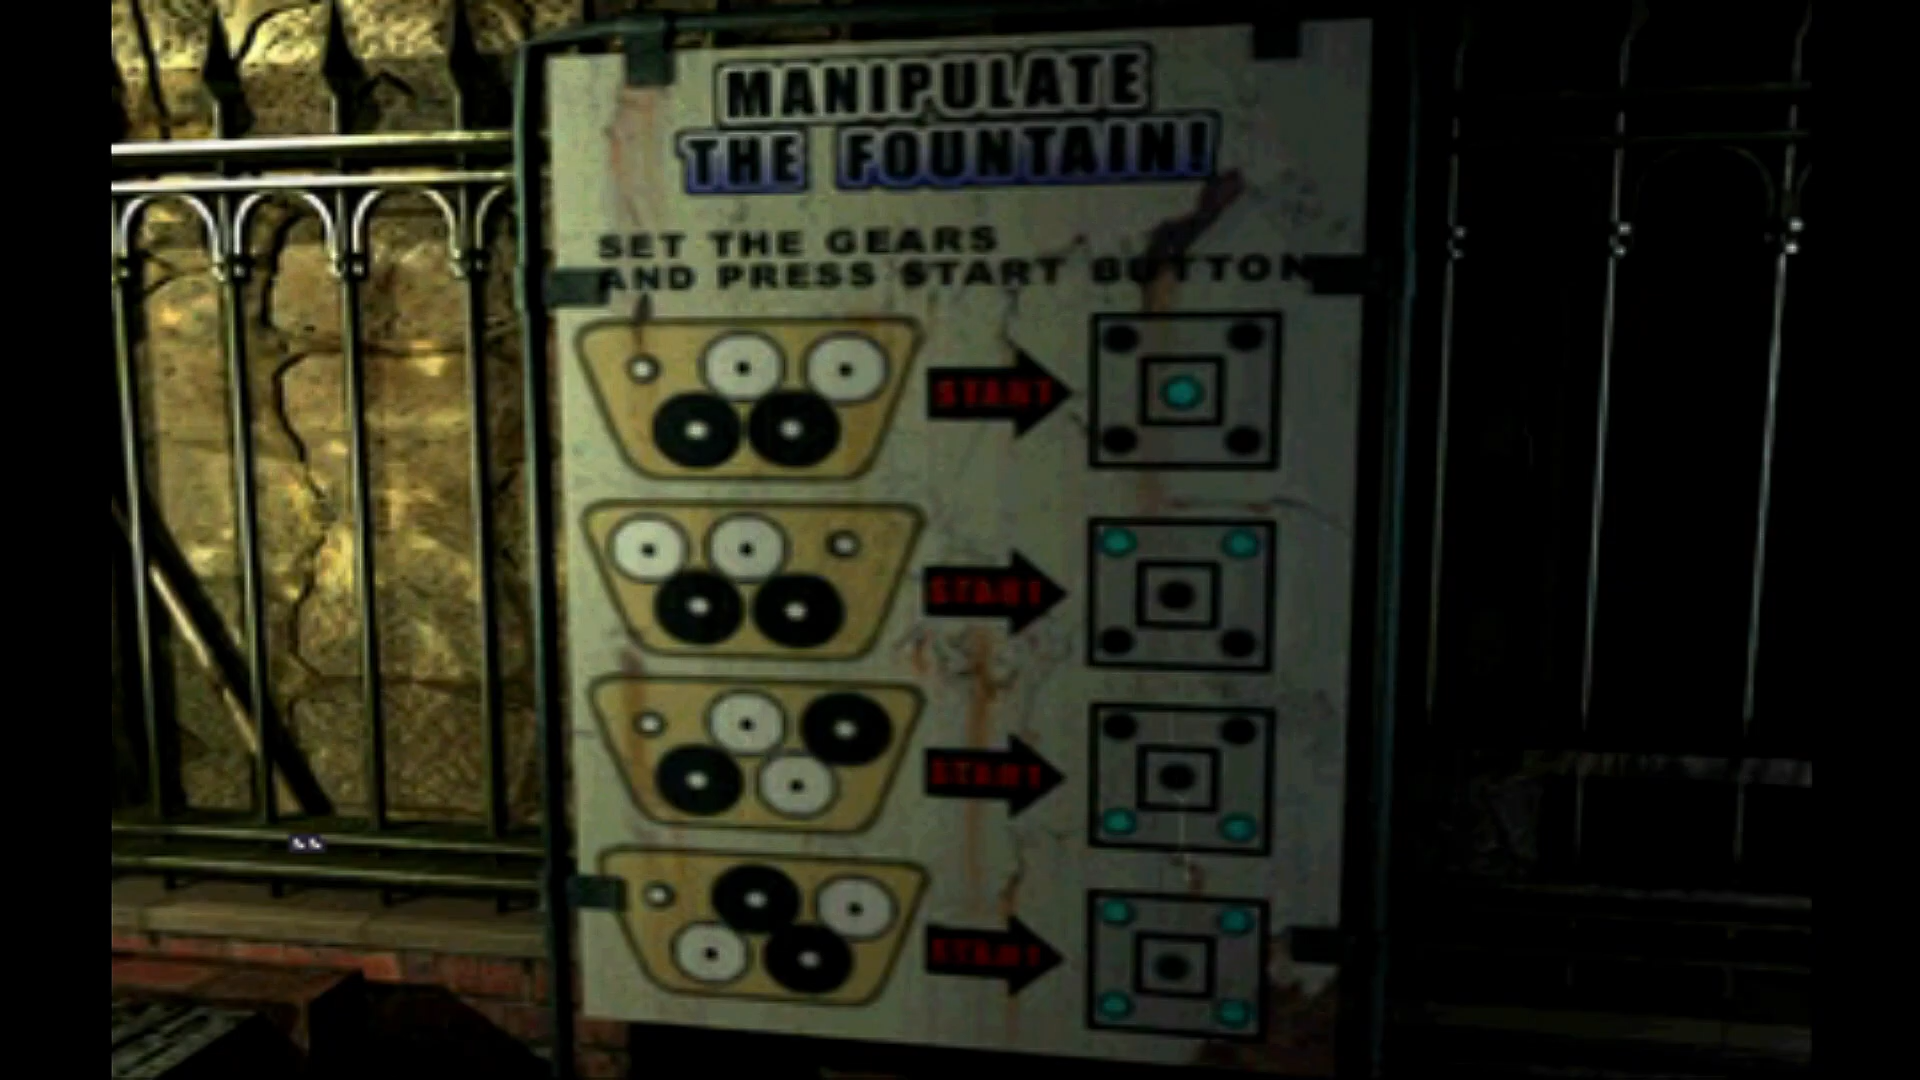 MANIPULATE
THE FOUNTAIN!
SET THE GEARS
AND PRESS START BUTTON
START
START
START
START